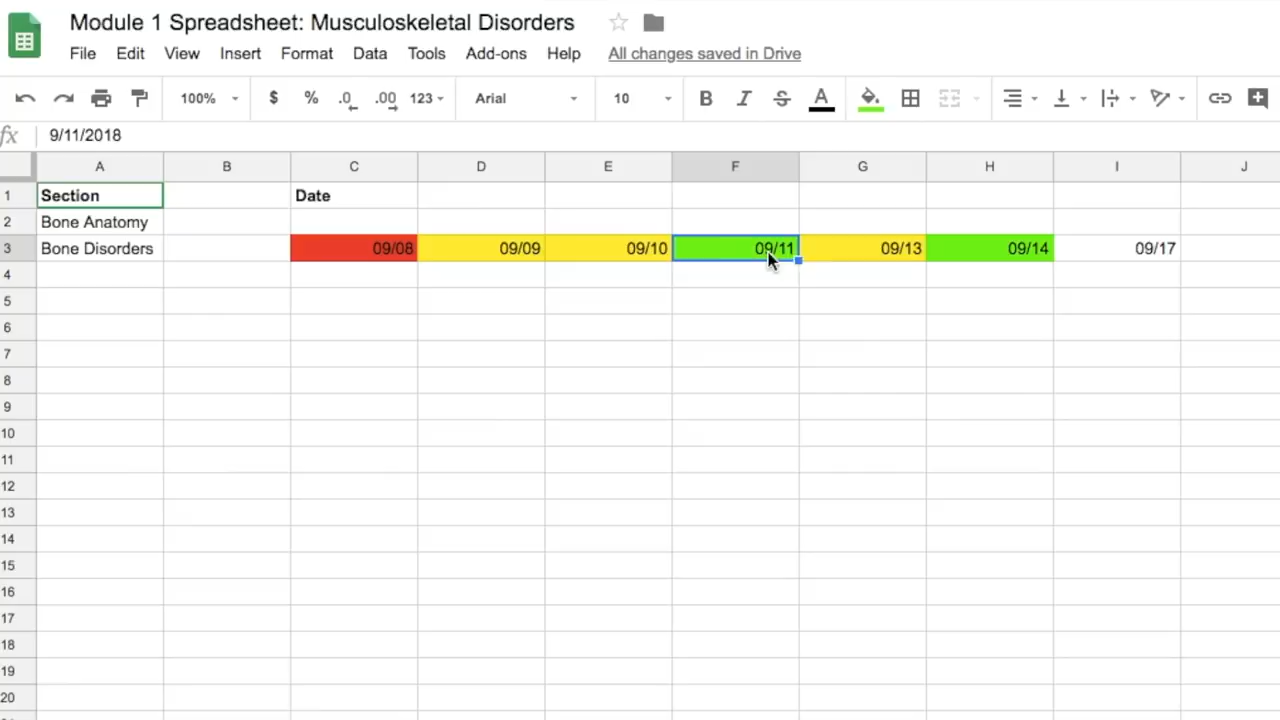 Module 1 Spreadsheet: Musculoskeletal Disorders
File Edit View Insert Format Data Tools Add-ons Help All changes saved in Drive
100% $ % .0 .00 123 Arial 10 B I S A
fx 9/11/2018
A B C D E F G H I J
1 Section Date
2 Bone Anatomy
3 Bone Disorders 09/08 09/09 09/10 09/11 09/13 09/14 09/17
4
5
6
7
8
9
10
11
12
13
14
15
16
17
18
19
20